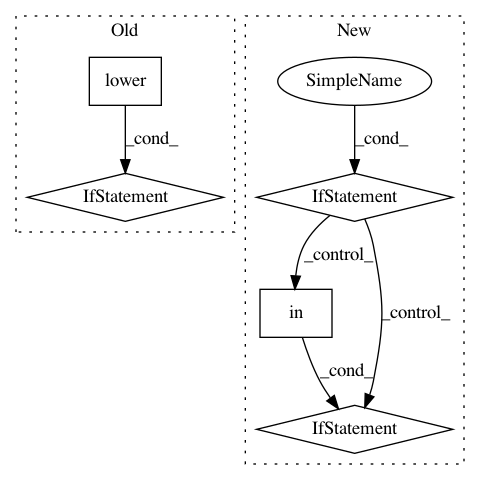 Old
New
lower
SimpleName
_cond_
_cond_
IfStatement
IfStatement
_control_
in
_control_
_cond_
IfStatement